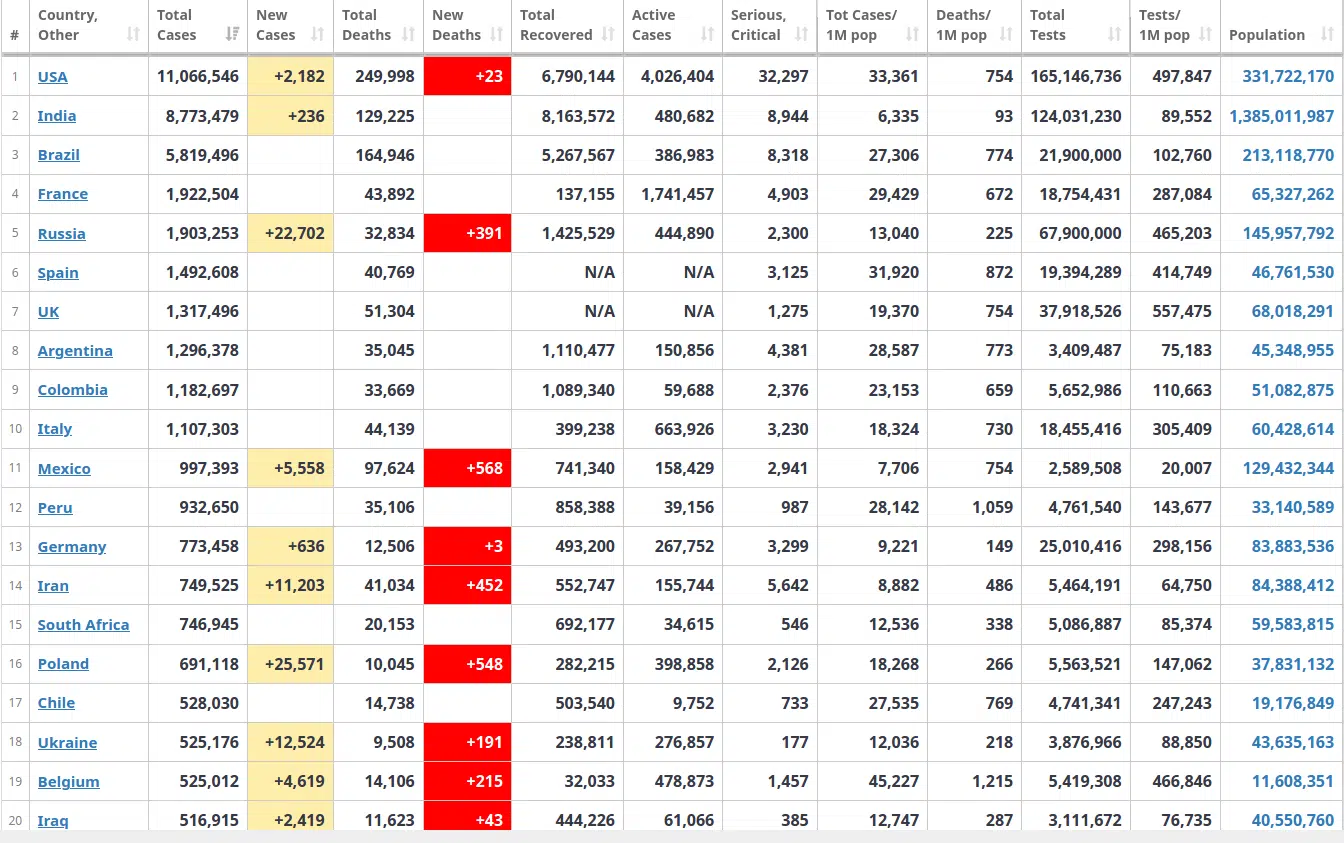 # Country, Other Total Cases New Cases Total Deaths New Deaths Total Recovered Active Cases Serious, Critical Tot Cases/ 1M pop Deaths/ 1M pop Total Tests Tests/ 1M pop Population
1 USA 11,066,546 +2,182 249,998 +23 6,790,144 4,026,404 32,297 33,361 754 165,146,736 497,847 331,722,170
2 India 8,773,479 +236 129,225 8,163,572 480,682 8,944 6,335 93 124,031,230 89,552 1,385,011,987
3 Brazil 5,819,496 164,946 5,267,567 386,983 8,318 27,306 774 21,900,000 102,760 213,118,770
4 France 1,922,504 43,892 137,155 1,741,457 4,903 29,429 672 18,754,431 287,084 65,327,262
5 Russia 1,903,253 +22,702 32,834 +391 1,425,529 444,890 2,300 13,040 225 67,900,000 465,203 145,957,792
6 Spain 1,492,608 40,769 N/A N/A 3,125 31,920 872 19,394,289 414,749 46,761,530
7 UK 1,317,496 51,304 N/A N/A 1,275 19,370 754 37,918,526 557,475 68,018,291
8 Argentina 1,296,378 35,045 1,110,477 150,856 4,381 28,587 773 3,409,487 75,183 45,348,955
9 Colombia 1,182,697 33,669 1,089,340 59,688 2,376 23,153 659 5,652,986 110,663 51,082,875
10 Italy 1,107,303 44,139 399,238 663,926 3,230 18,324 730 18,455,416 305,409 60,428,614
11 Mexico 997,393 +5,558 97,624 +568 741,340 158,429 2,941 7,706 754 2,589,508 20,007 129,432,344
12 Peru 932,650 35,106 858,388 39,156 987 28,142 1,059 4,761,540 143,677 33,140,589
13 Germany 773,458 +636 12,506 +3 493,200 267,752 3,299 9,221 149 25,010,416 298,156 83,883,536
14 Iran 749,525 +11,203 41,034 +452 552,747 155,744 5,642 8,882 486 5,464,191 64,750 84,388,412
15 South Africa 746,945 20,153 692,177 34,615 546 12,536 338 5,086,887 85,374 59,583,815
16 Poland 691,118 +25,571 10,045 +548 282,215 398,858 2,126 18,268 266 5,563,521 147,062 37,831,132
17 Chile 528,030 14,738 503,540 9,752 733 27,535 769 4,741,341 247,243 19,176,849
18 Ukraine 525,176 +12,524 9,508 +191 238,811 276,857 177 12,036 218 3,876,966 88,850 43,635,163
19 Belgium 525,012 +4,619 14,106 +215 32,033 478,873 1,457 45,227 1,215 5,419,308 466,846 11,608,351
20 Iraq 516,915 +2,419 11,623 +43 444,226 61,066 385 12,747 287 3,111,672 76,735 40,550,760